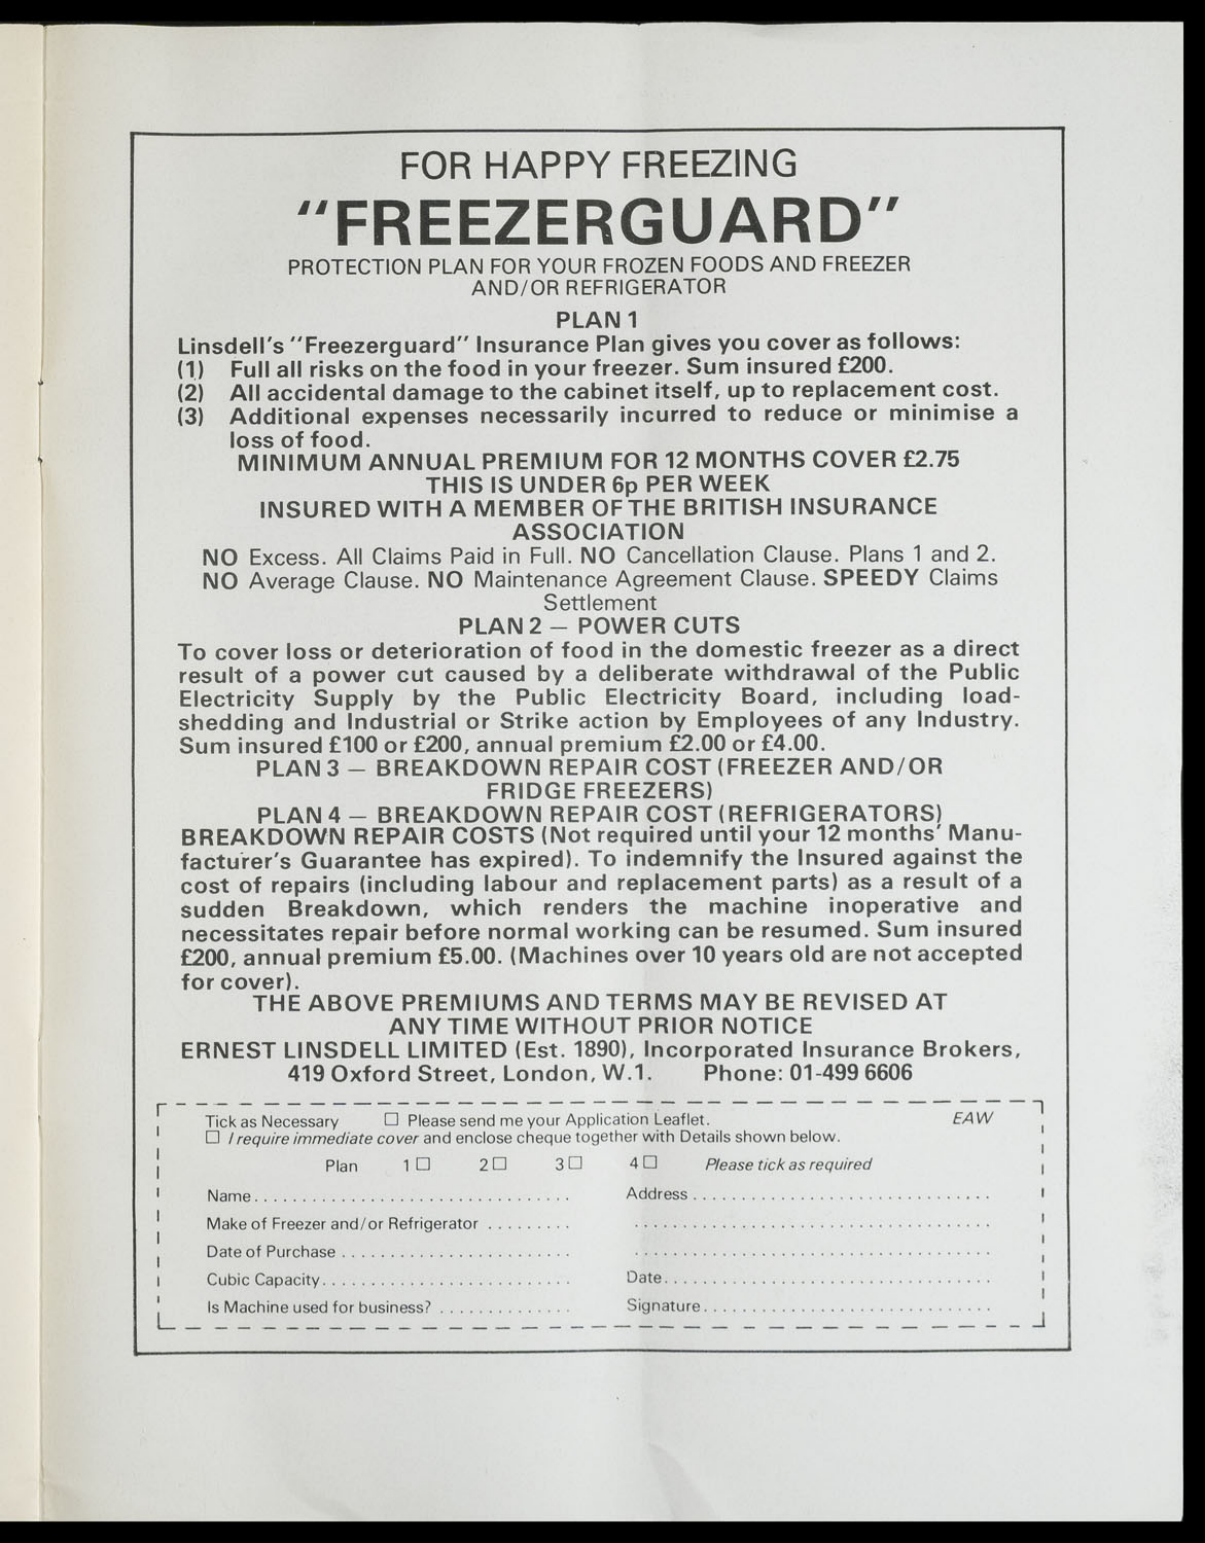 FOR HAPPY FREEZING
"FREEZERGUARD"
PROTECTION PLAN FOR YOUR FROZEN FOODS AND FREEZER
AND/OR REFRIGERATOR
PLAN 1
Linsdell's "Freezerguard" Insurance Plan gives you cover as follows:
(1) Full all risks on the food in your freezer. Sum insured £200.
(2) All accidental damage to the cabinet itself, up to replacement cost.
(3) Additional expenses necessarily incurred to reduce or minimise a
loss of food.
MINIMUM ANNUAL PREMIUM FOR 12 MONTHS COVER £2.75
THIS IS UNDER 6p PER WEEK
INSURED WITH A MEMBER OF THE BRITISH INSURANCE
ASSOCIATION
NO Excess. All Claims Paid in Full. NO Cancellation Clause. Plans 1 and 2.
NO Average Clause. NO Maintenance Agreement Clause. SPEEDY Claims
Settlement
PLAN 2 — POWER CUTS
To cover loss or deterioration of food in the domestic freezer as a direct
result of a power cut caused by a deliberate withdrawal of the Public
Electricity Supply by the Public Electricity Board, including load-
shedding and Industrial or Strike action by Employees of any Industry.
Sum insured £100 or £200, annual premium £2.00 or £4.00.
PLAN 3 — BREAKDOWN REPAIR COST (FREEZER AND/OR
FRIDGE FREEZERS)
PLAN 4 — BREAKDOWN REPAIR COST (REFRIGERATORS)
BREAKDOWN REPAIR COSTS (Not required until your 12 months' Manu-
facturer's Guarantee has expired). To indemnify the Insured against the
cost of repairs (including labour and replacement parts) as a result of a
sudden Breakdown, which renders the machine inoperative and
necessitates repair before normal working can be resumed. Sum insured
£200, annual premium £5.00. (Machines over 10 years old are not accepted
for cover).
THE ABOVE PREMIUMS AND TERMS MAY BE REVISED AT
ANY TIME WITHOUT PRIOR NOTICE
ERNEST LINSDELL LIMITED (Est. 1890), Incorporated Insurance Brokers,
419 Oxford Street, London, W.1. Phone: 01-499 6606
Tick as Necessary ☐ Please send me your Application Leaflet. EAW
☐ I require immediate cover and enclose cheque together with Details shown below.
Plan 1 ☐ 2 ☐ 3 ☐ 4 ☐ Please tick as required
Name................................ Address..............................
Make of Freezer and/or Refrigerator ......... ....................................
Date of Purchase ........................ ....................................
Cubic Capacity.......................... Date.................................
Is Machine used for business? .............. Signature.............................